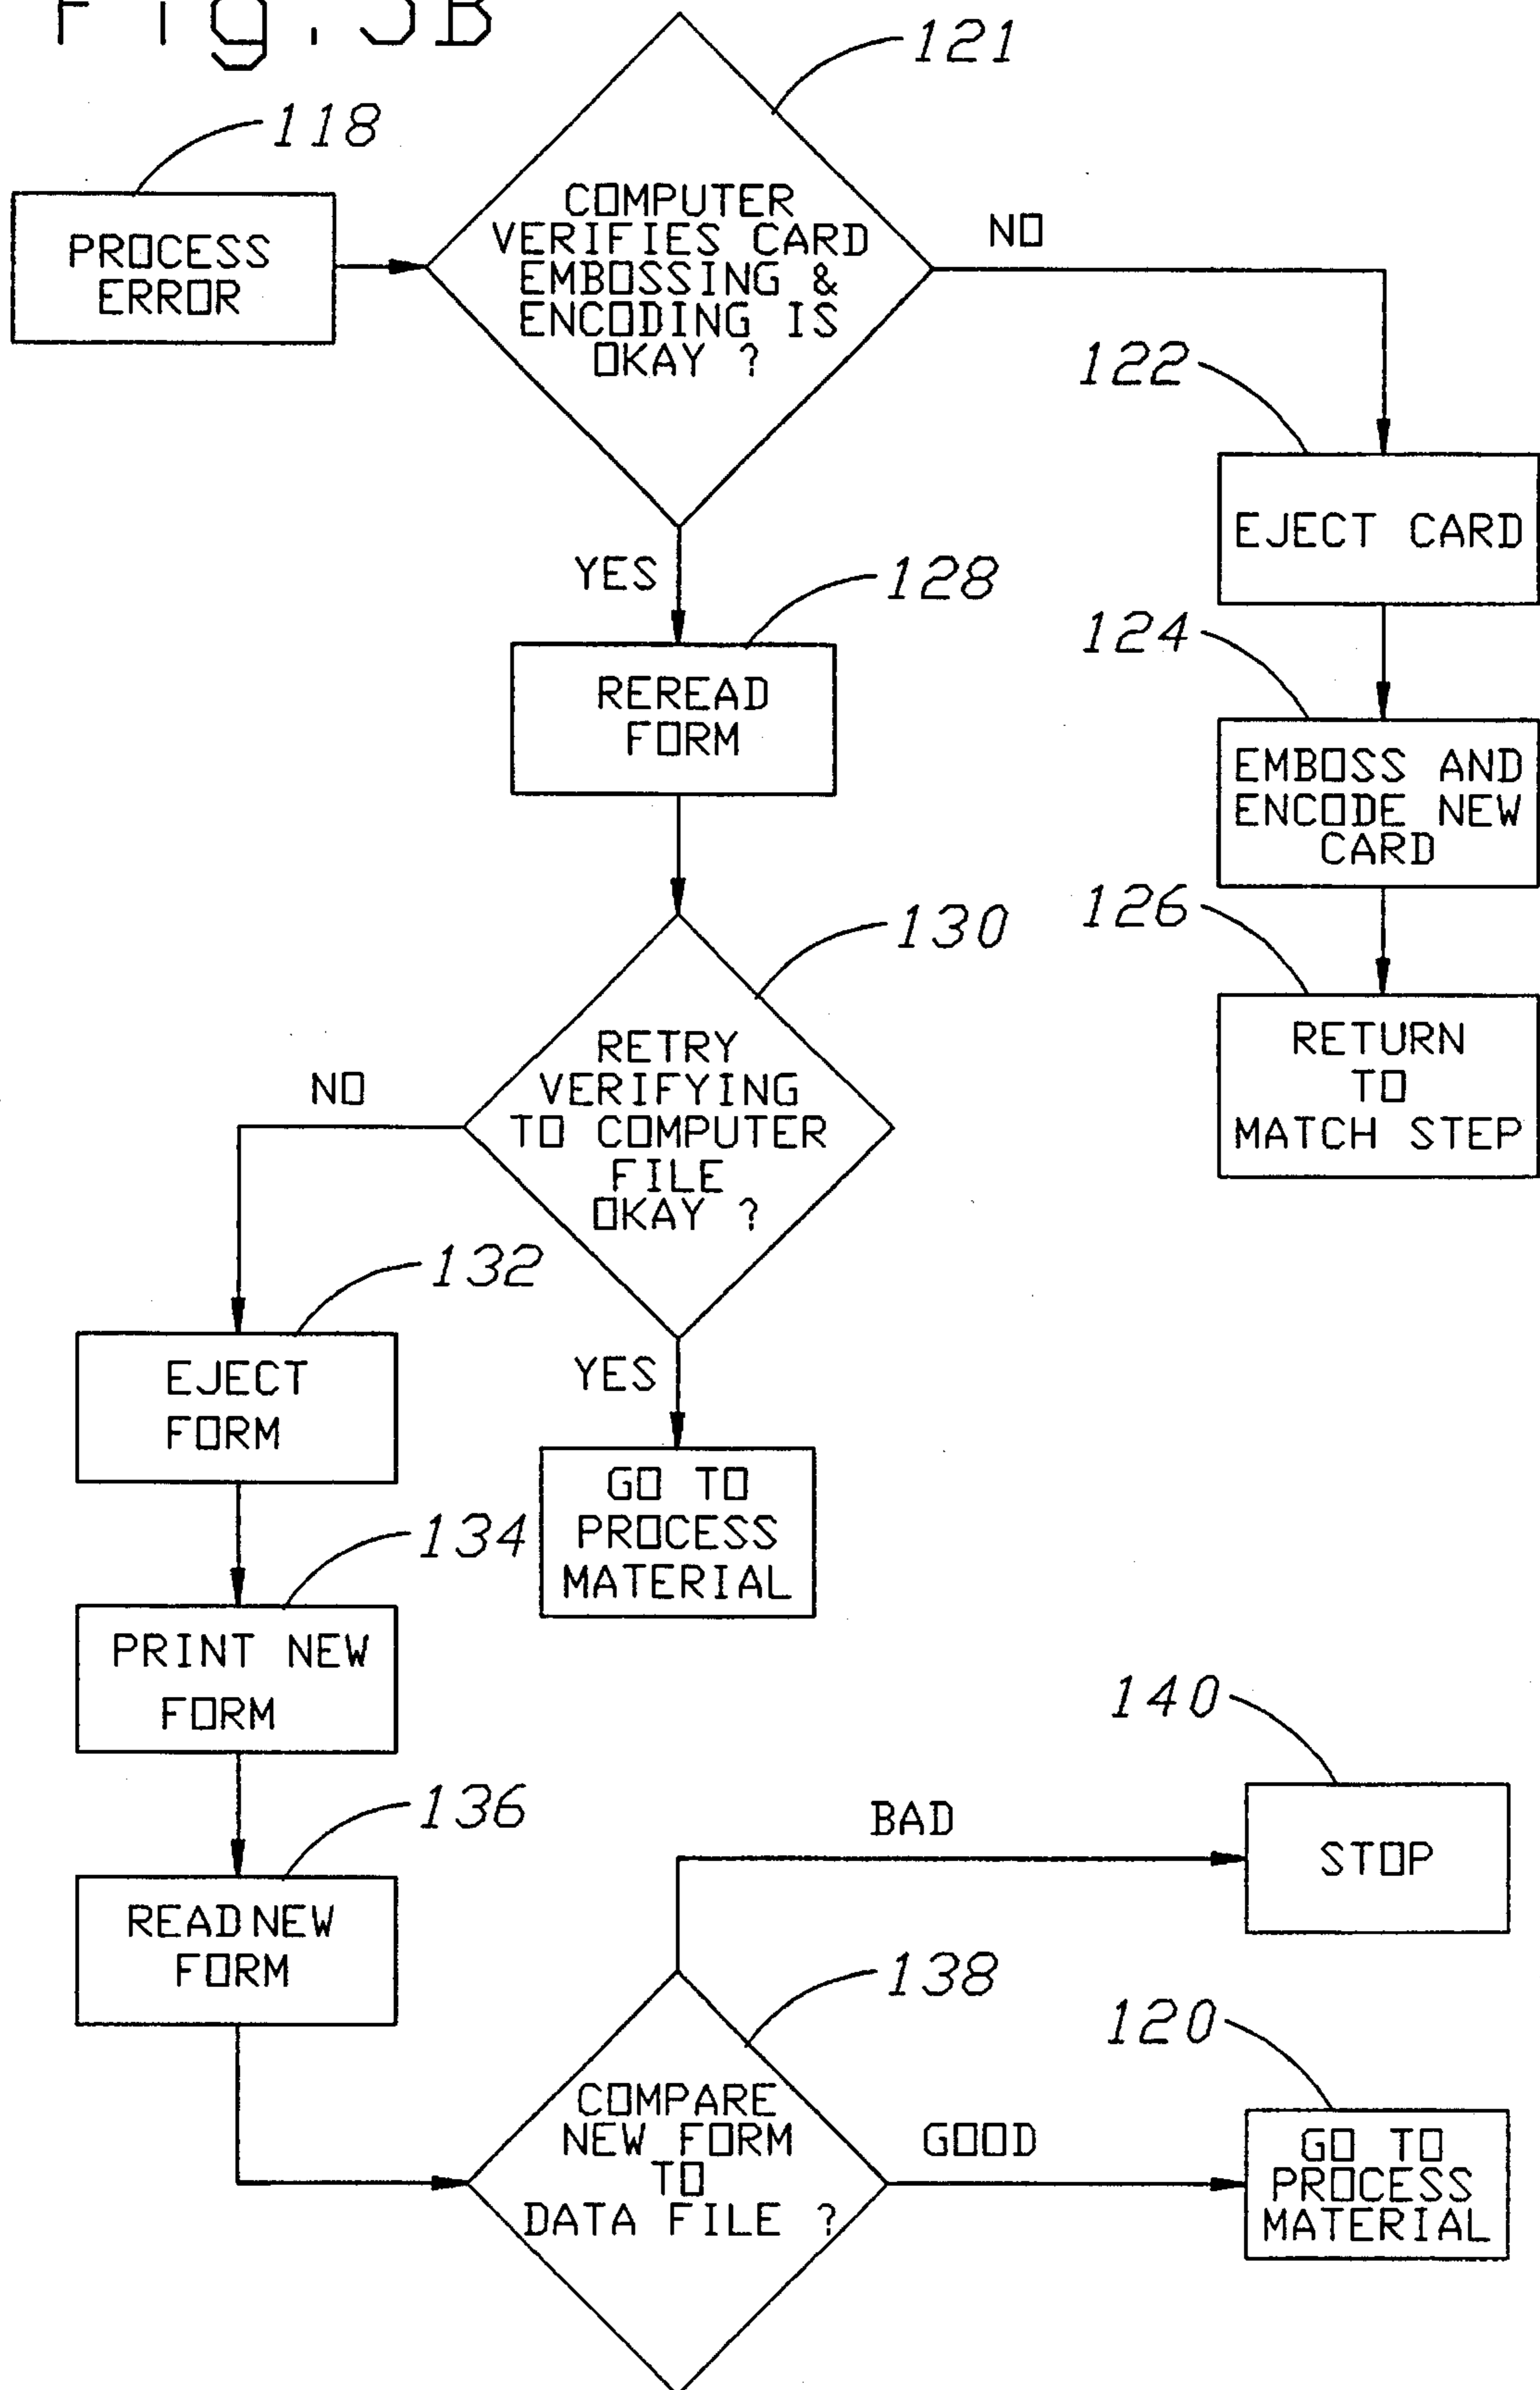 Fig.5B
121
118
PROCESS
ERROR
COMPUTER
VERIFIES CARD
EMBOSSING &
ENCODING IS
OKAY ?
NO
122
EJECT CARD
YES
128
124
REREAD
FORM
EMBOSS AND
ENCODE NEW
CARD
126
130
RETURN
TO
MATCH STEP
RETRY
VERIFYING
TO COMPUTER
FILE
OKAY ?
NO
132
EJECT
FORM
YES
GO TO
PROCESS
MATERIAL
134
PRINT NEW
FORM
140
136
BAD
STOP
READ NEW
FORM
138
120
COMPARE
NEW FORM
TO
DATA FILE ?
GOOD
GO TO
PROCESS
MATERIAL